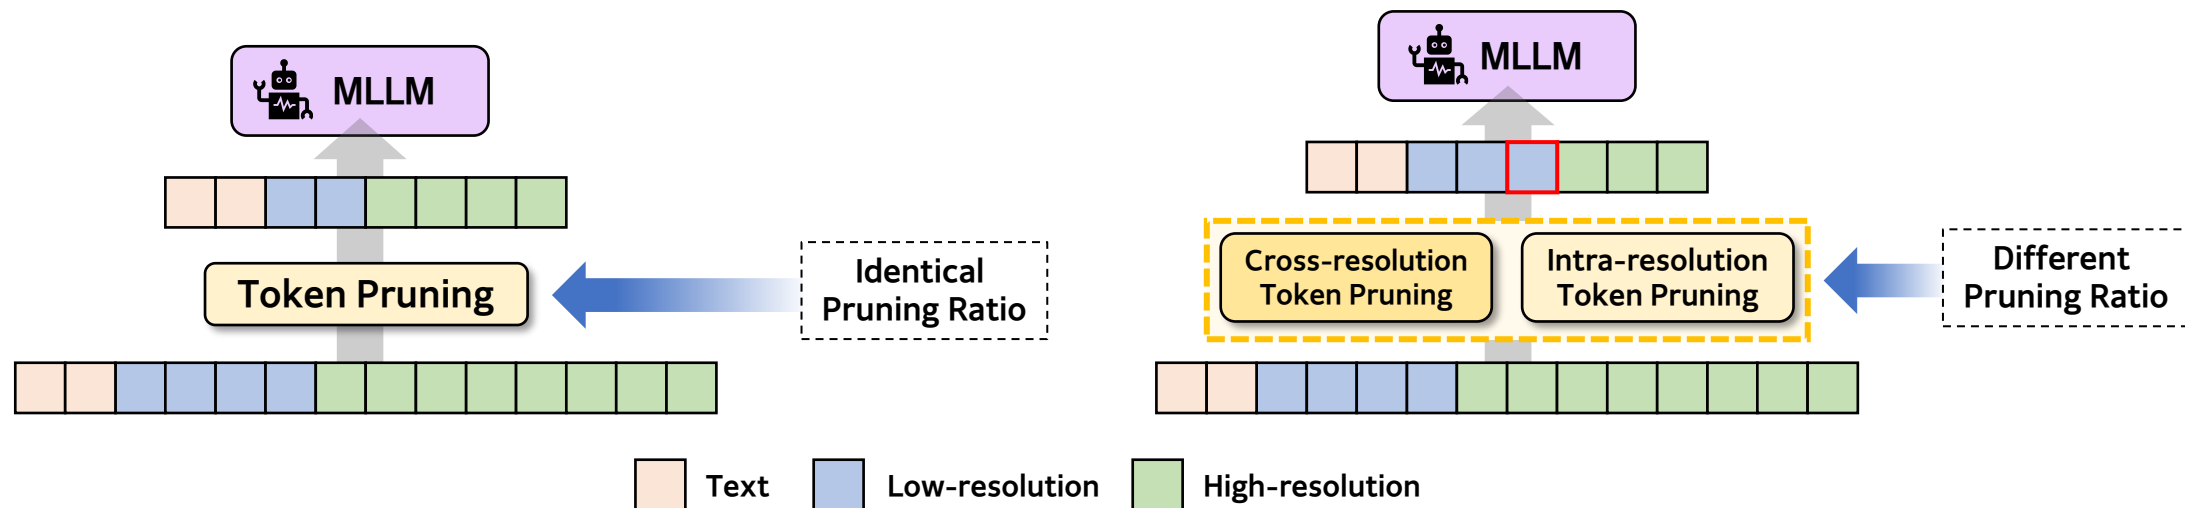 MLLM
Token Pruning
Identical
Pruning Ratio
MLLM
Cross-resolution
Token Pruning
Intra-resolution
Token Pruning
Different
Pruning Ratio
Text
Low-resolution
High-resolution